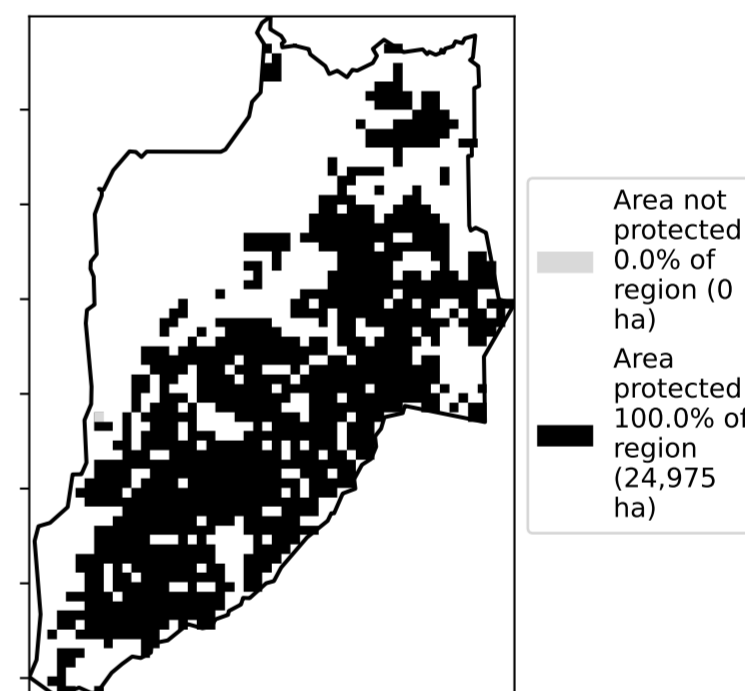 Area not
protected
0.0% of
region (0
ha)
Area
protected
100.0% of
region
(24,975
ha)